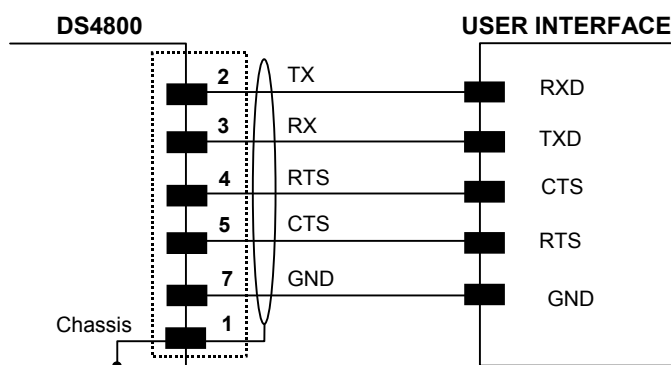 DS4800 USER INTERFACE
2 TX RXD
3 RX TXD
4 RTS CTS
5 CTS RTS
7 GND GND
Chassis 1